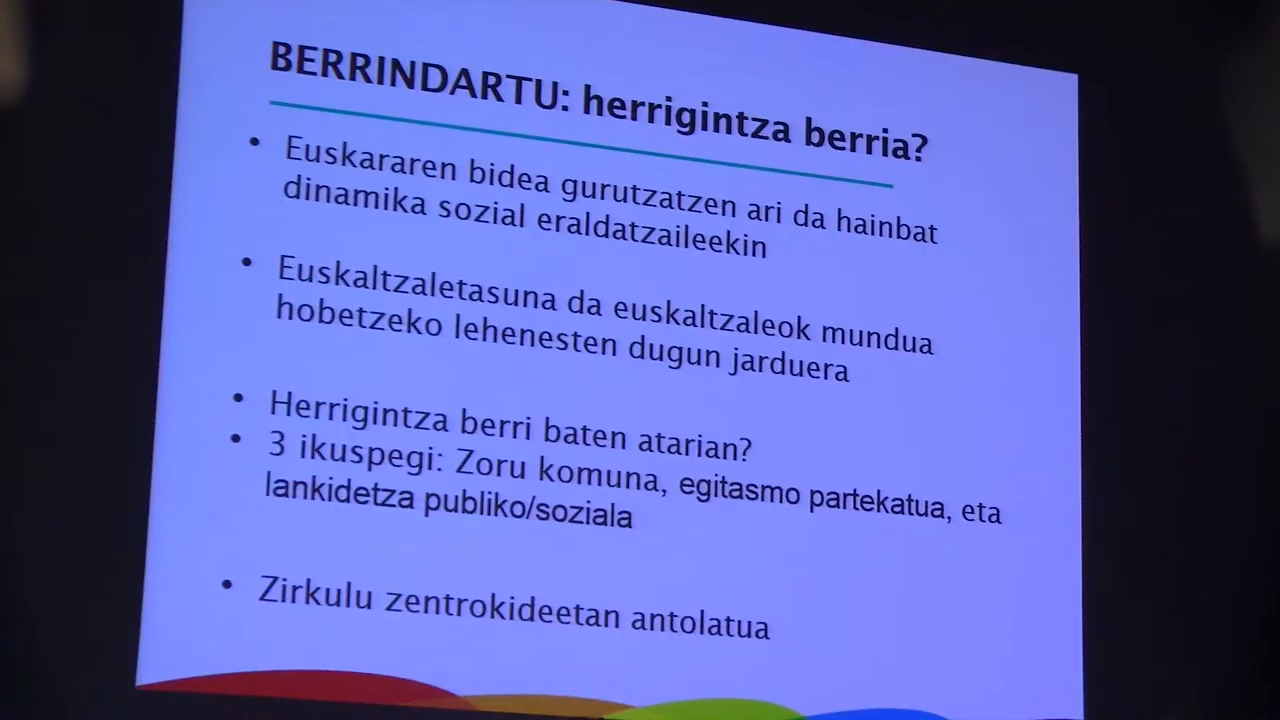 BERRINDARTU: herrigintza berria?
• Euskararen bidea gurutzatzen ari da hainbat
dinamika sozial eraldatzaileekin
• Euskaltzaletasuna da euskaltzaleok mundua
hobetzeko lehenesten dugun jarduera
• Herrigintza berri baten atarian?
• 3 ikuspegi: Zoru komuna, egitasmo partekatua, eta
lankidetza publiko/soziala
• Zirkulu zentrokideetan antolatua